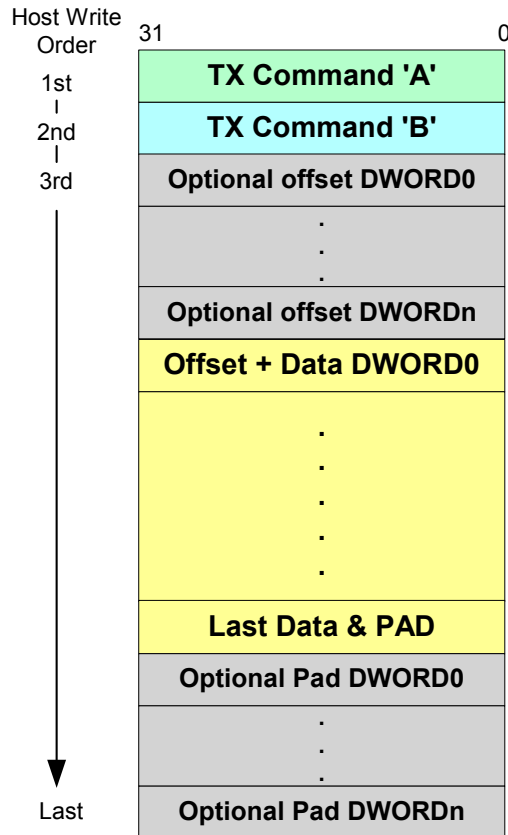 Host Write
Order
31
0
1st
TX Command 'A'
2nd
TX Command 'B'
3rd
Optional offset DWORD0
.
.
.
Optional offset DWORDn
Offset + Data DWORD0
.
.
.
.
.
Last Data & PAD
Optional Pad DWORD0
.
.
.
Last
Optional Pad DWORDn